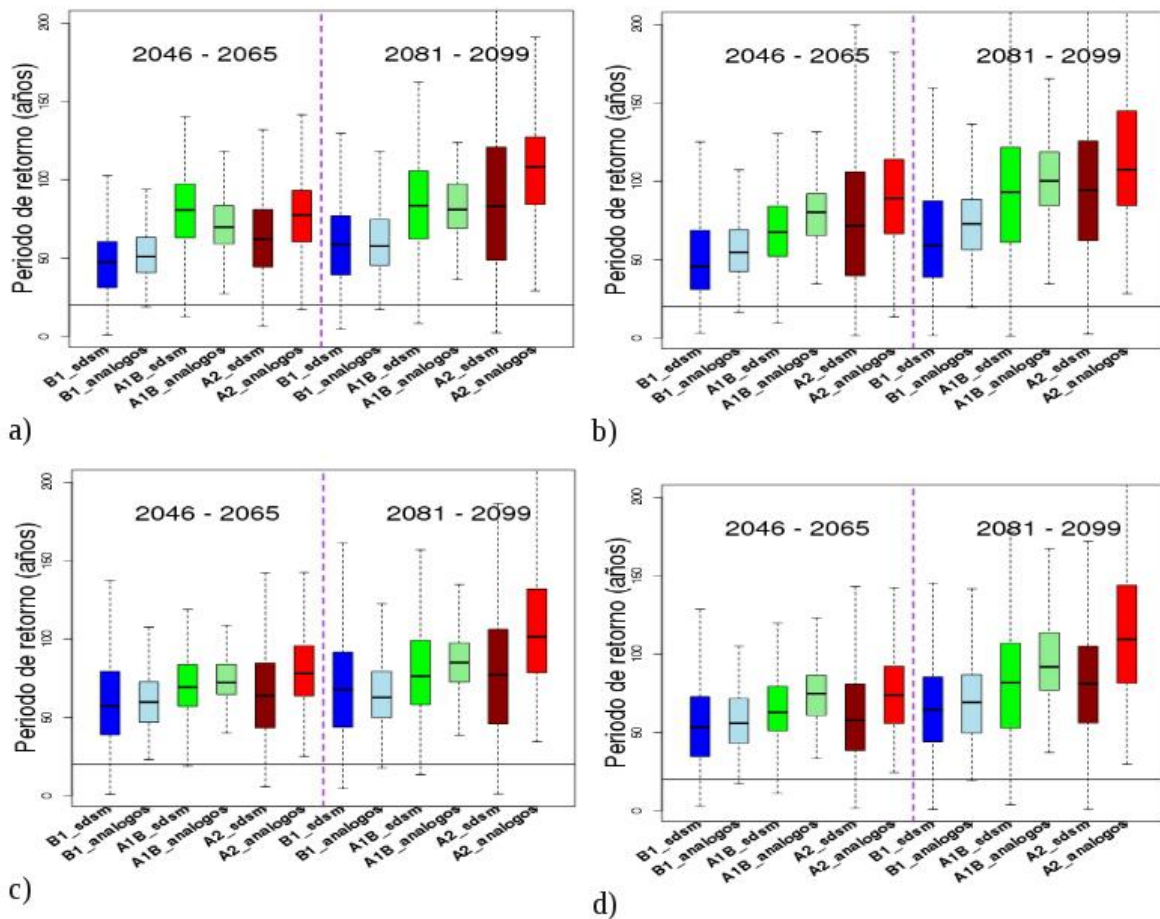 Periodo de retorno (años)
0 50 100 150 200
2046 - 2065
2081 - 2099
B1_sdsm
B1_analogos
A1B_sdsm
A1B_analogos
A2_sdsm
A2_analogos
B1_sdsm
B1_analogos
A1B_sdsm
A1B_analogos
A2_sdsm
A2_analogos
a)
Periodo de retorno (años)
0 50 100 150 200
2046 - 2065
2081 - 2099
B1_sdsm
B1_analogos
A1B_sdsm
A1B_analogos
A2_sdsm
A2_analogos
B1_sdsm
B1_analogos
A1B_sdsm
A1B_analogos
A2_sdsm
A2_analogos
b)
Periodo de retorno (años)
0 50 100 150 200
2046 - 2065
2081 - 2099
B1_sdsm
B1_analogos
A1B_sdsm
A1B_analogos
A2_sdsm
A2_analogos
B1_sdsm
B1_analogos
A1B_sdsm
A1B_analogos
A2_sdsm
A2_analogos
c)
Periodo de retorno (años)
0 50 100 150 200
2046 - 2065
2081 - 2099
B1_sdsm
B1_analogos
A1B_sdsm
A1B_analogos
A2_sdsm
A2_analogos
B1_sdsm
B1_analogos
A1B_sdsm
A1B_analogos
A2_sdsm
A2_analogos
d)